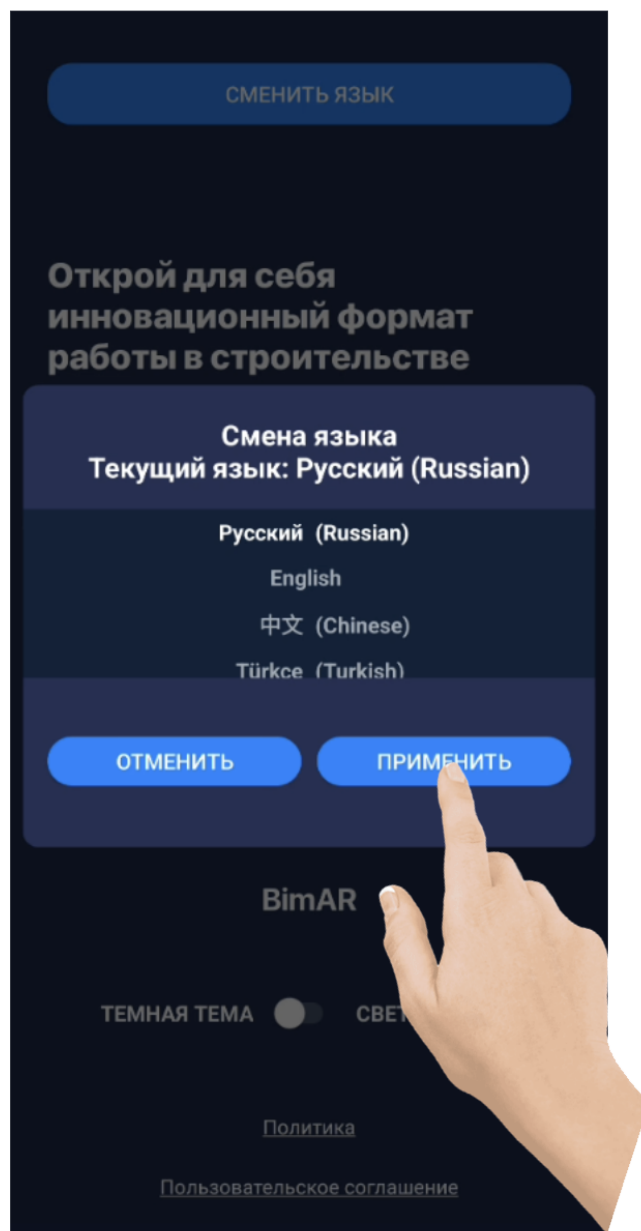 СМЕНИТЬ ЯЗЫК
Открой для себя
инновационный формат
работы в строительстве
Смена языка
Текущий язык: Русский (Russian)
Русский (Russian)
English
中文 (Chinese)
Türkce (Turkish)
ОТМЕНИТЬ ПРИМЕНИТЬ
BimAR
ТЕМНАЯ ТЕМА
Политика
Пользовательское соглашение